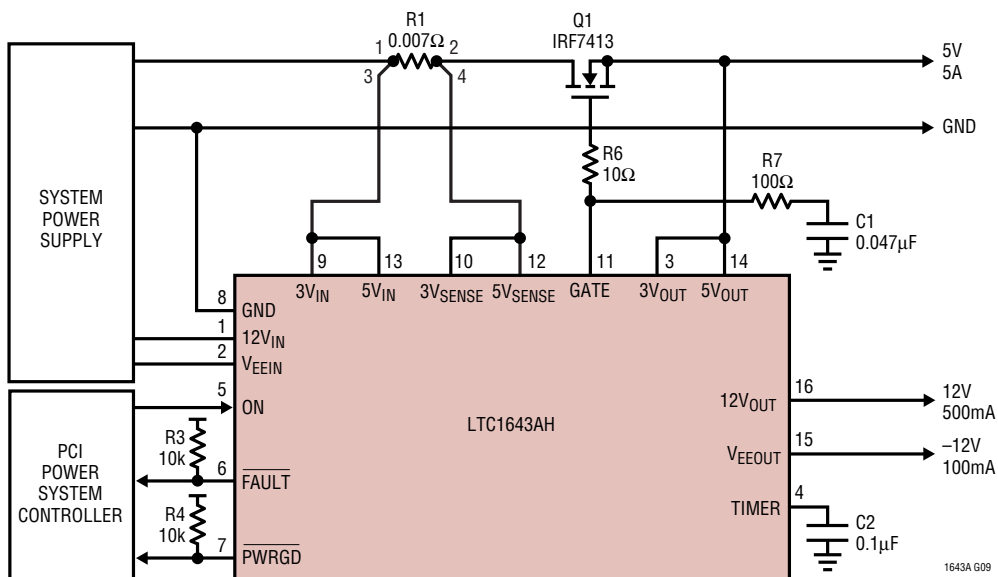 R1
0.007Ω
1
2
3
4
Q1
IRF7413
5V
5A
GND
SYSTEM
POWER
SUPPLY
R6
10Ω
R7
100Ω
C1
0.047µF
9
13
10
12
11
3
14
3VIN
5VIN
3VSENSE
5VSENSE
GATE
3VOUT
5VOUT
8
GND
1
12VIN
2
VEEIN
PCI
POWER
SYSTEM
CONTROLLER
5
ON
R3
10k
6
FAULT
R4
10k
7
PWRGD
LTC1643AH
12VOUT
16
12V
500mA
VEEOUT
15
–12V
100mA
TIMER
4
C2
0.1µF
1643A G09